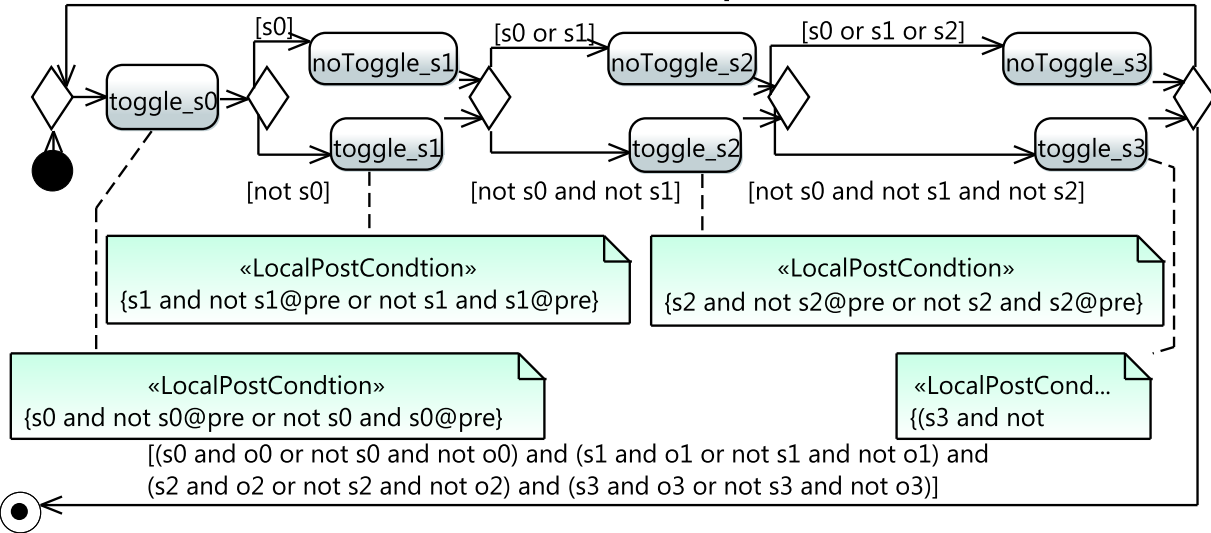 [s0]
[s0 or s1]
[s0 or s1 or s2]
noToggle_s1
noToggle_s2
noToggle_s3
toggle_s0
toggle_s1
toggle_s2
toggle_s3
[not s0]
[not s0 and not s1]
[not s0 and not s1 and not s2]
«LocalPostCondtion»
{s1 and not s1@pre or not s1 and s1@pre}
«LocalPostCondtion»
{s2 and not s2@pre or not s2 and s2@pre}
«LocalPostCondtion»
{s0 and not s0@pre or not s0 and s0@pre}
«LocalPostCond...
{(s3 and not
[(s0 and o0 or not s0 and not o0) and (s1 and o1 or not s1 and not o1) and
(s2 and o2 or not s2 and not o2) and (s3 and o3 or not s3 and not o3)]